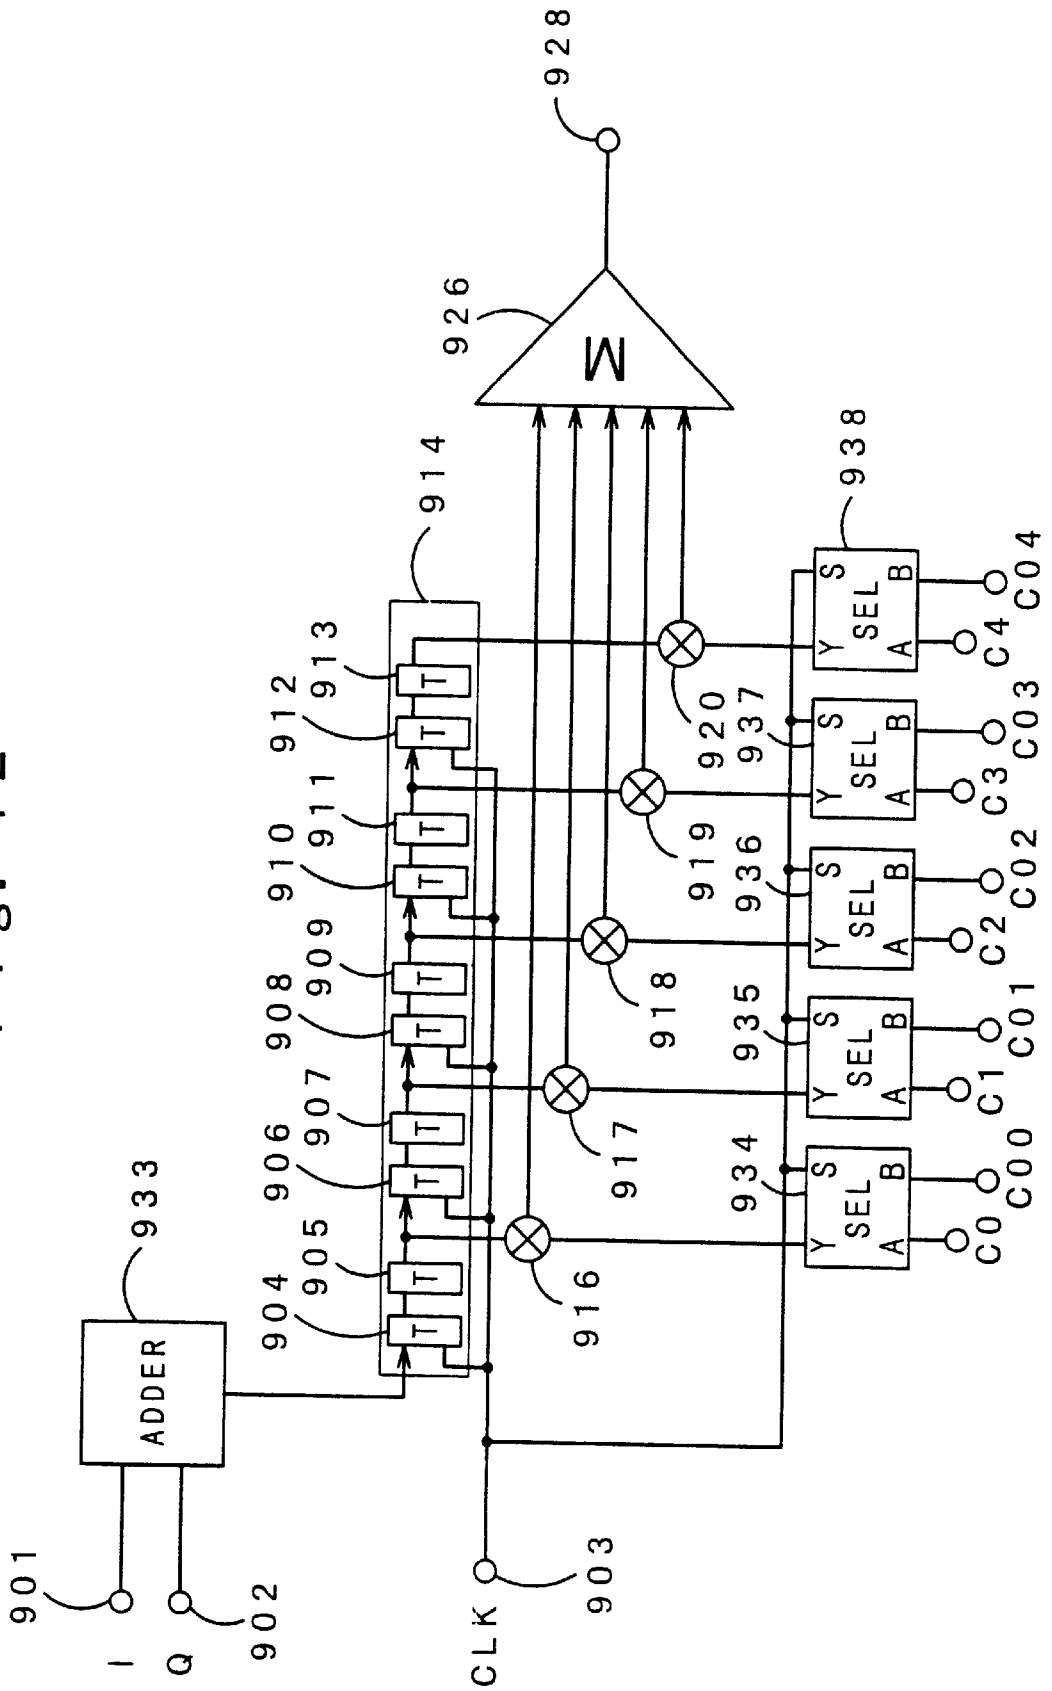 I
901
Q
902
ADDER
933
CLK
903
904
905
906
907
908
909
910
911
912
913
914
T
T
T
T
T
T
T
T
T
T
916
917
918
919
920
Σ
926
928
934
935
936
937
938
Y S
SEL
A B
Y S
SEL
A B
Y S
SEL
A B
Y S
SEL
A B
Y S
SEL
A B
C0 C00
C1 C01
C2 C02
C3 C03
C4 C04